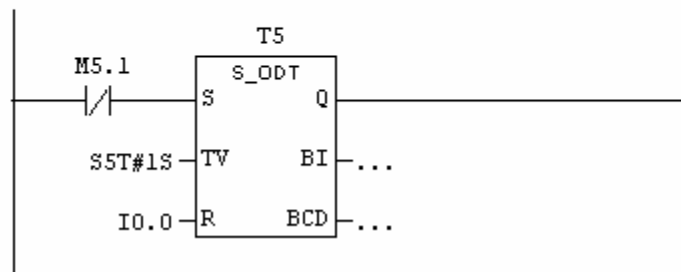 T5
M5.1
S_ODT
S Q
S5T#1S TV BI ...
I0.0 R BCD ...